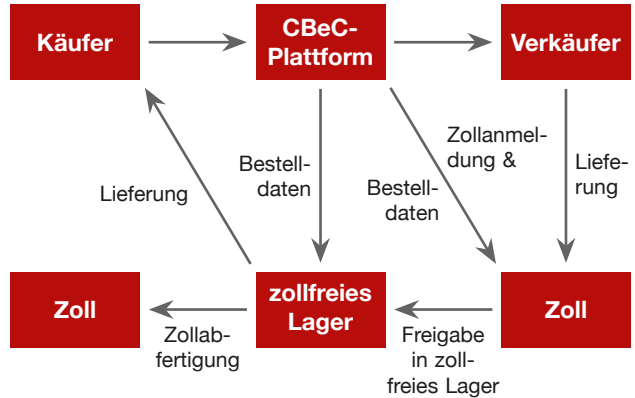 Käufer
CBeC-
Plattform
Verkäufer
Lieferung
Bestell-
daten
Zollanmel-
dung &
Bestell-
daten
Liefe-
rung
Zoll
zollfreies
Lager
Zoll
Zollab-
fertigung
Freigabe
in zoll-
freies Lager